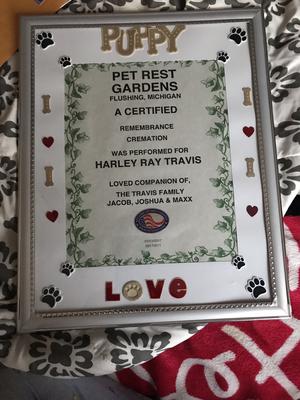 PUPPY
PET REST
GARDENS
FLUSHING, MICHIGAN
A CERTIFIED
REMEMBRANCE
CREMATION
WAS PERFORMED FOR
HARLEY RAY TRAVIS
LOVED COMPANION OF,
THE TRAVIS FAMILY
JACOB, JOSHUA & MAXX
PRESIDENT
LOVE